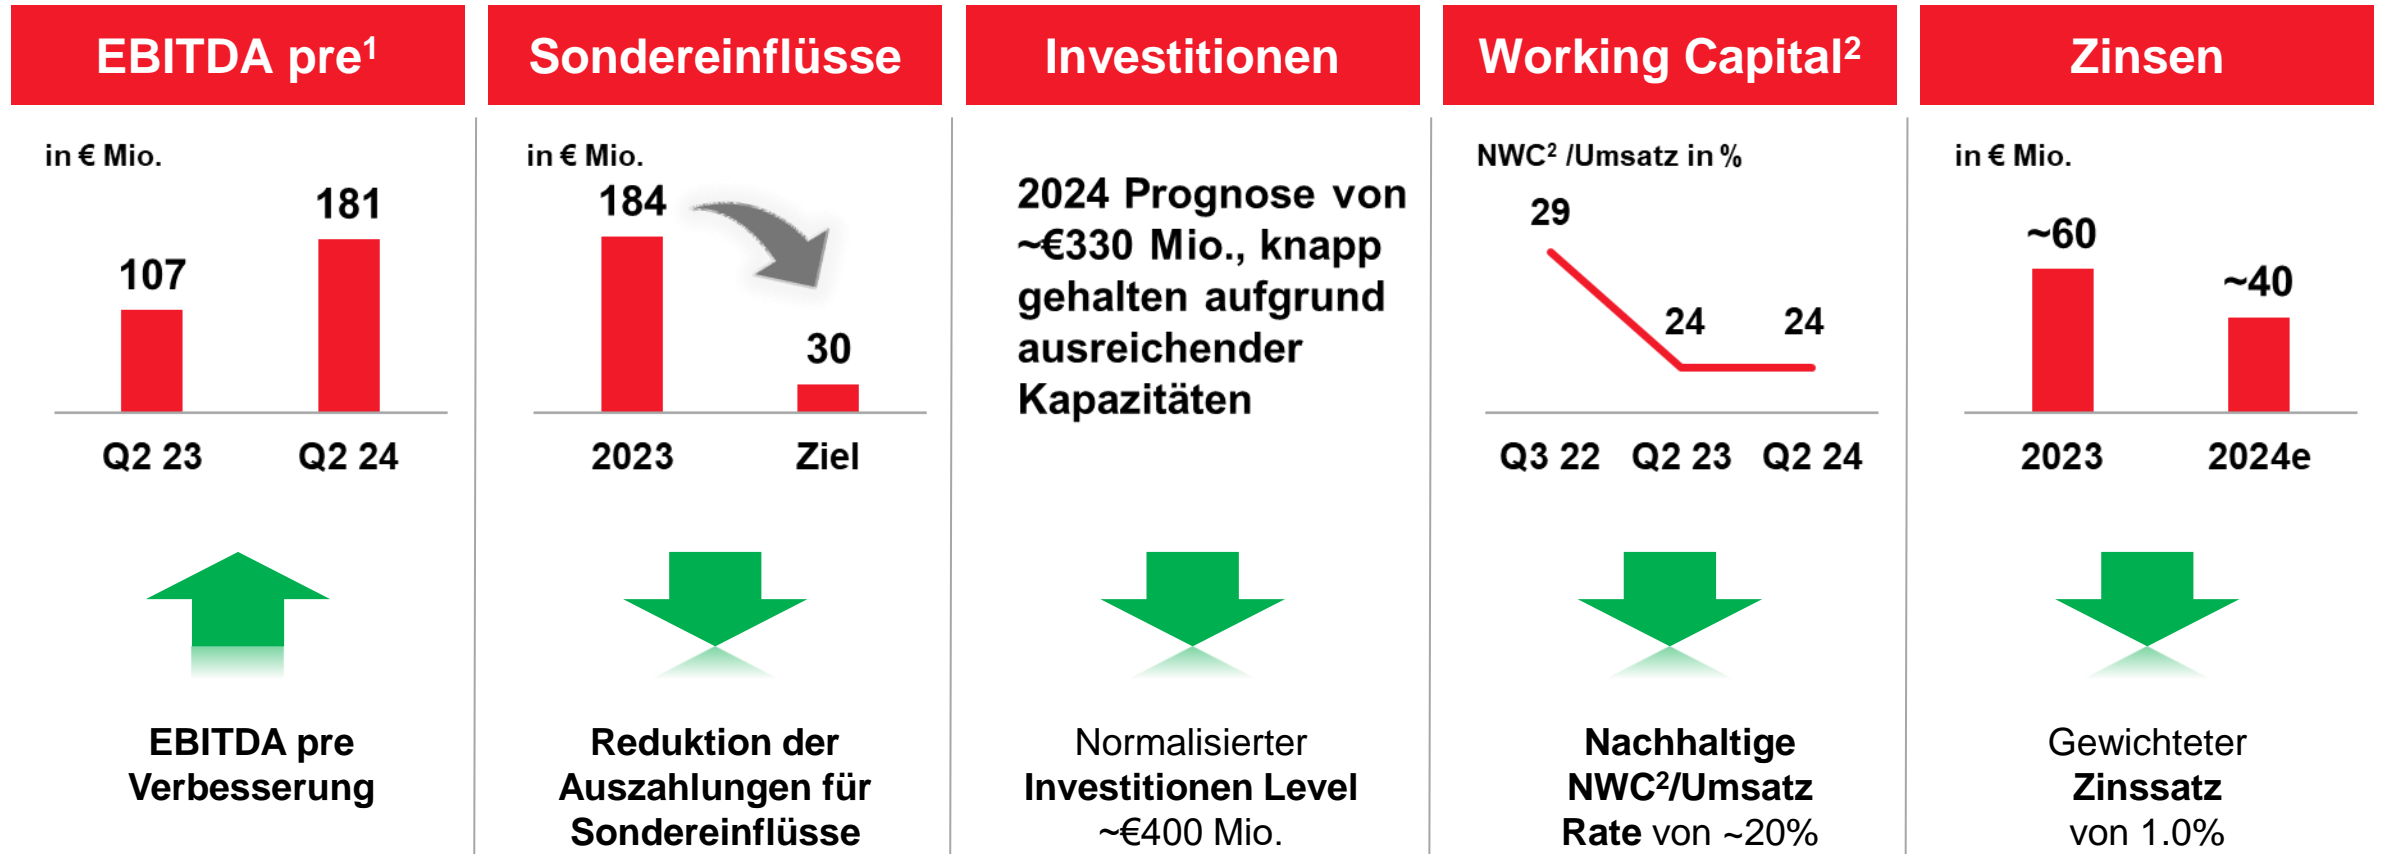 EBITDA pre¹
in € Mio.
107
181
Q2 23
Q2 24
EBITDA pre
Verbesserung
Sondereinflüsse
in € Mio.
184
30
2023
Ziel
Reduktion der
Auszahlungen für
Sondereinflüsse
Investitionen
2024 Prognose von
~€330 Mio., knapp
gehalten aufgrund
ausreichender
Kapazitäten
Normalisierter
Investitionen Level
~€400 Mio.
Working Capital²
NWC² /Umsatz in %
29
24
24
Q3 22
Q2 23
Q2 24
Nachhaltige
NWC²/Umsatz
Rate von ~20%
Zinsen
in € Mio.
~60
~40
2023
2024e
Gewichteter
Zinssatz
von 1.0%